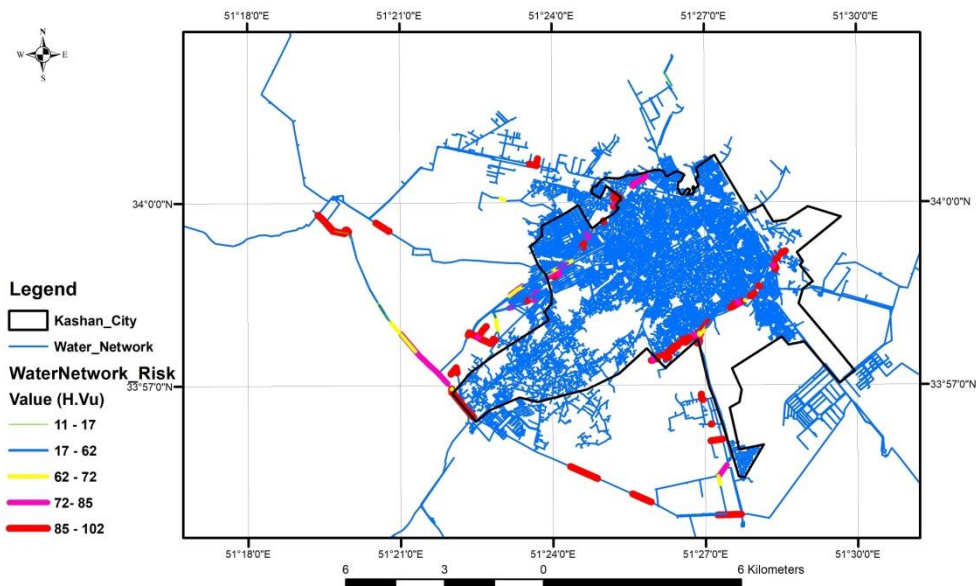 51°18'0"E 51°21'0"E 51°24'0"E 51°27'0"E 51°30'0"E
N
W E
S
34°0'0"N 34°0'0"N
Legend
Kashan_City
Water_Network
WaterNetwork_Risk
Value (H.Vu)
11 - 17
17 - 62
62 - 72
72- 85
85 - 102
33°57'0"N 33°57'0"N
51°18'0"E 51°21'0"E 51°24'0"E 51°27'0"E 51°30'0"E
6 3 0 6 Kilometers